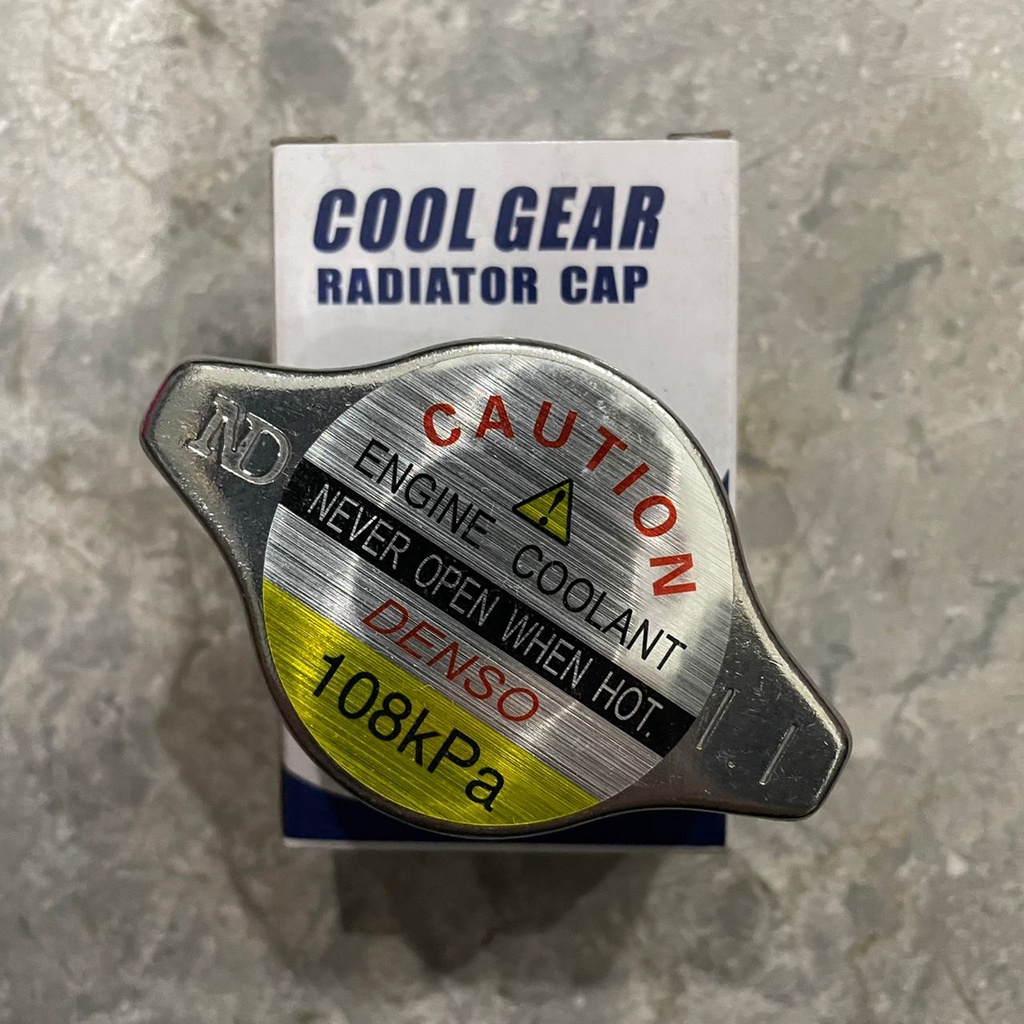 COOL GEAR
RADIATOR CAP
ND
CAUTION
ENGINE COOLANT
NEVER OPEN WHEN HOT.
DENSO
108kPa